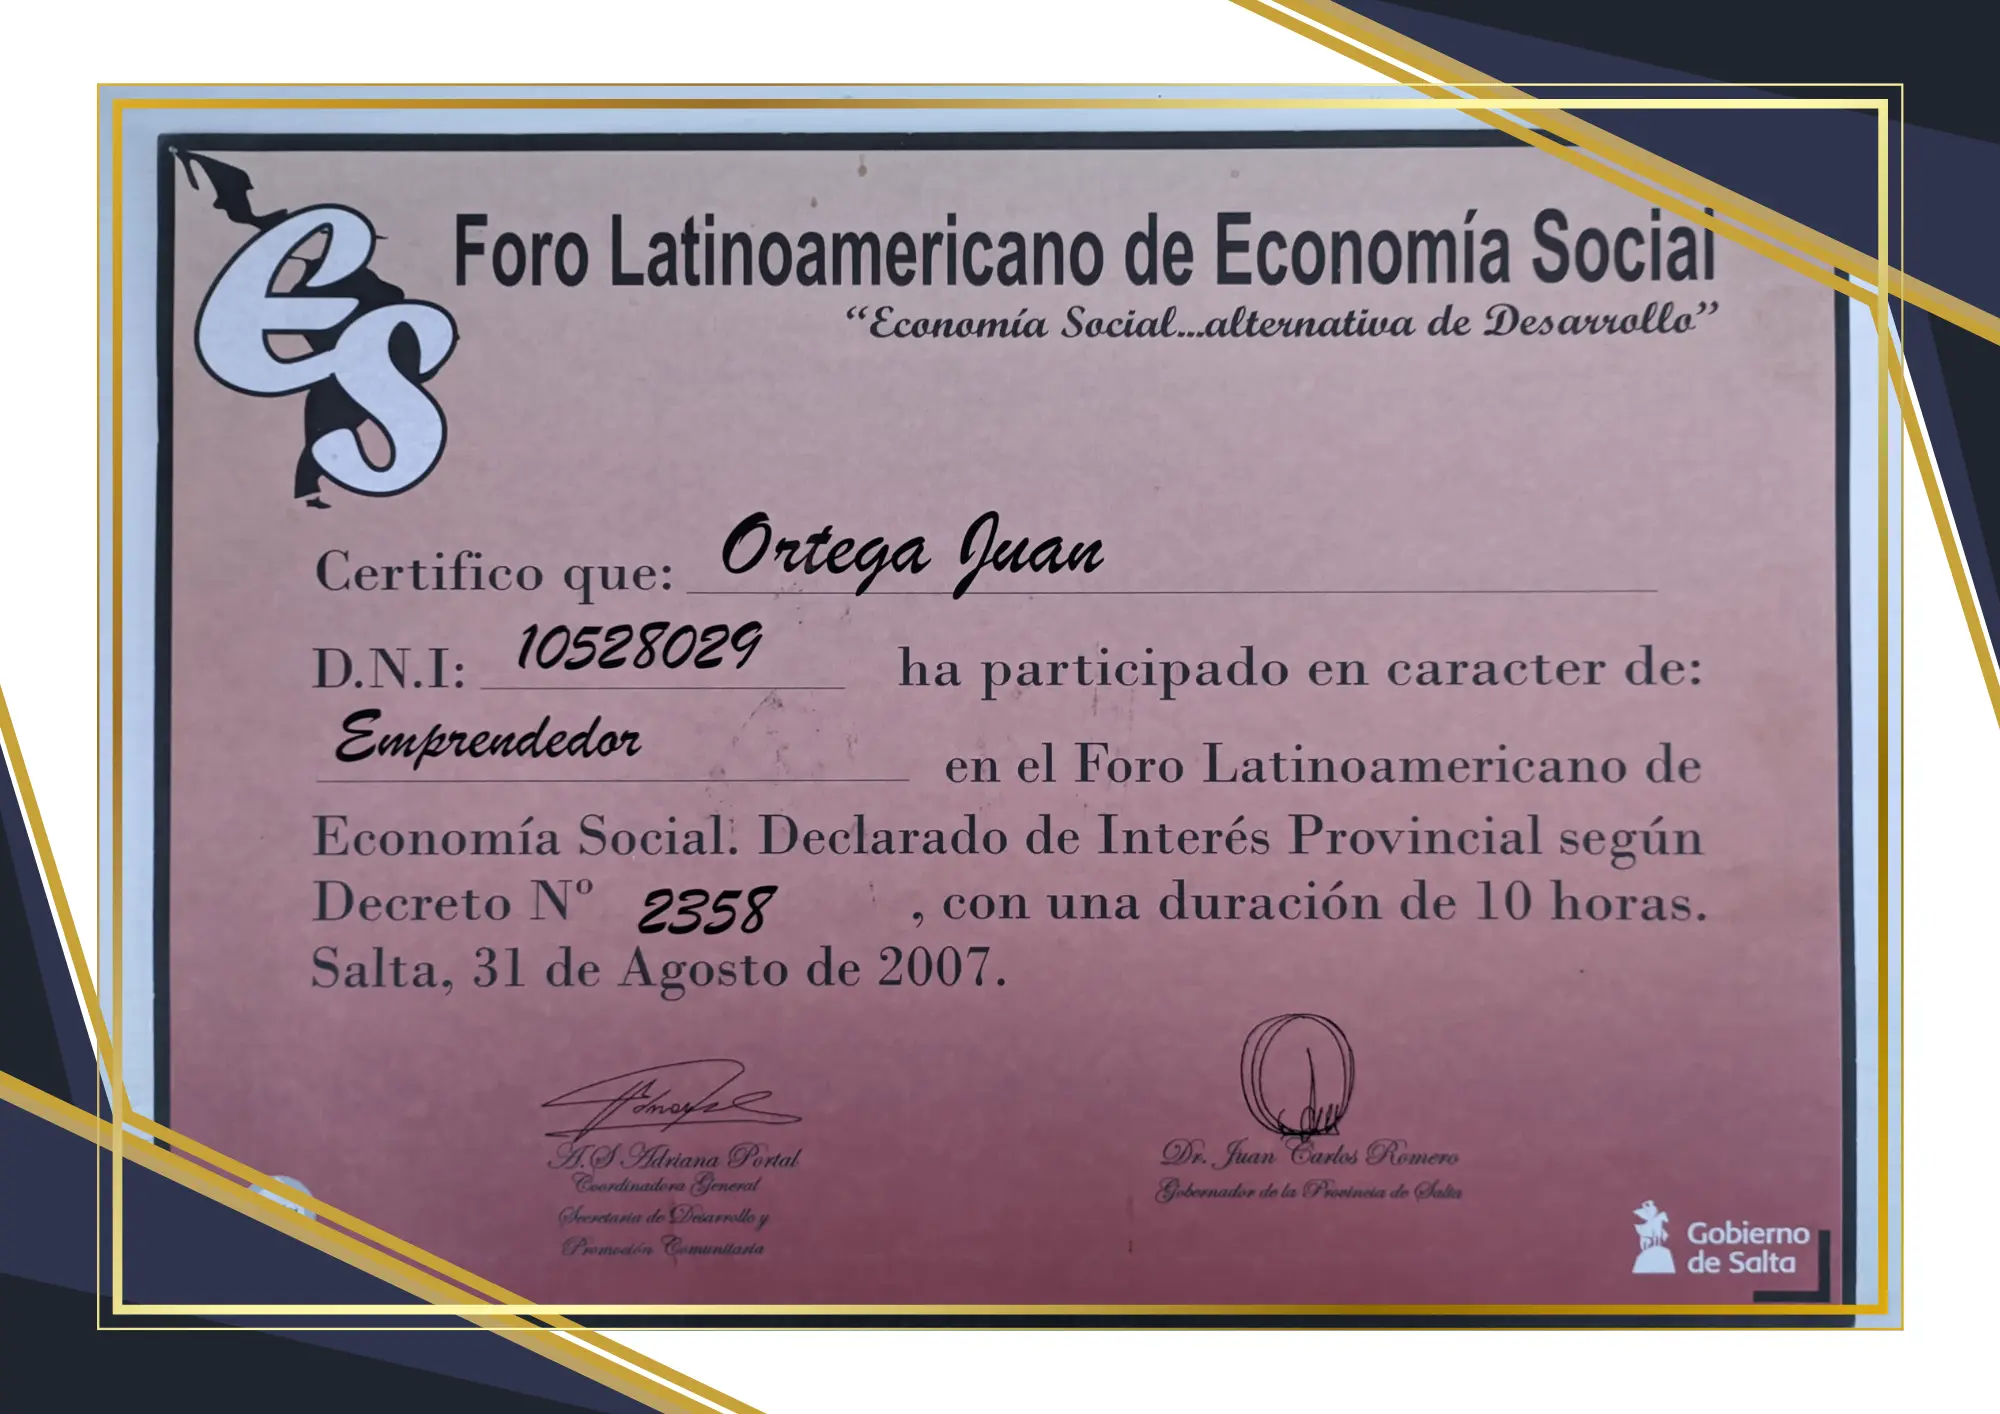 es
Foro Latinoamericano de Economía Social
“Economía Social...alternativa de Desarrollo”
Certifico que: Ortega Juan
D.N.I: 10528029 ha participado en caracter de:
Emprendedor en el Foro Latinoamericano de
Economía Social. Declarado de Interés Provincial según
Decreto Nº 2358 , con una duración de 10 horas.
Salta, 31 de Agosto de 2007.
A.S Adriana Portal
Coordinadora General
Secretaria de Desarrollo y
Promoción Comunitaria
Dr. Juan Carlos Romero
Gobernador de la Provincia de Salta
Gobierno
de Salta